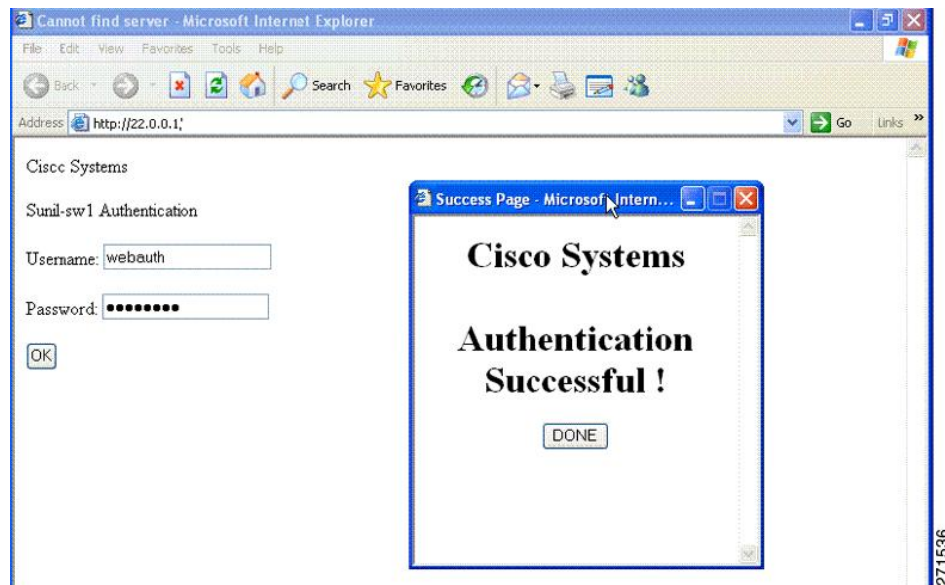 Cannot find server - Microsoft Internet Explorer
File Edit View Favorites Tools Help
Back Search Favorites
Address http://22.0.0.1/ Go Links »
Cisco Systems
Sunil-sw1 Authentication
Username: webauth
Password: ••••••••
OK
Success Page - Microsoft Intern...
Cisco Systems
Authentication
Successful !
DONE
271536